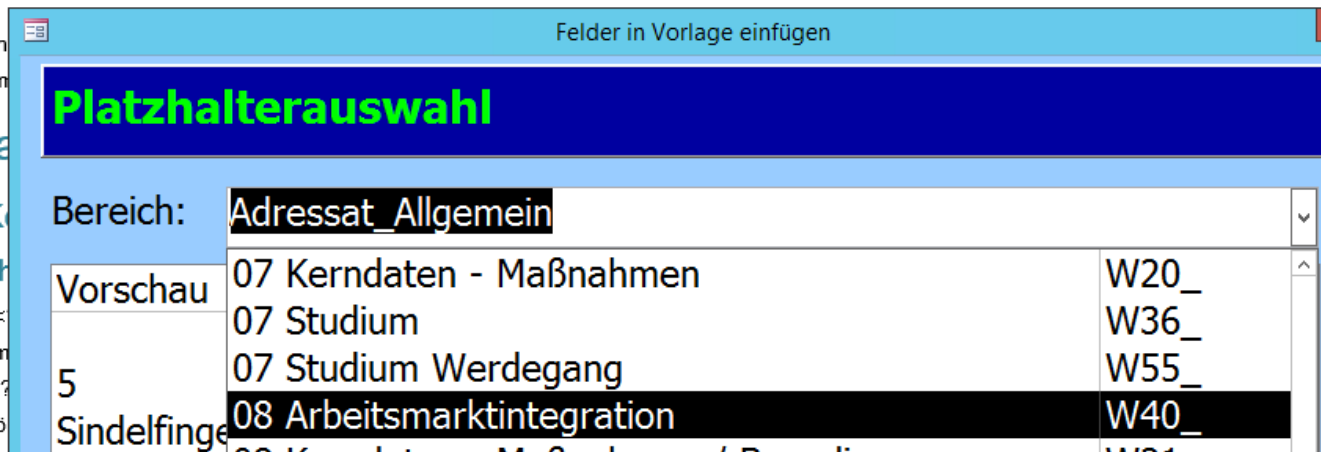 Felder in Vorlage einfügen
Platzhalterauswahl
Bereich: Adressat_Allgemein
07 Kerndaten - Maßnahmen W20_
Vorschau
07 Studium W36_
07 Studium Werdegang W55_
5
08 Arbeitsmarktintegration W40_
Sindelfinge